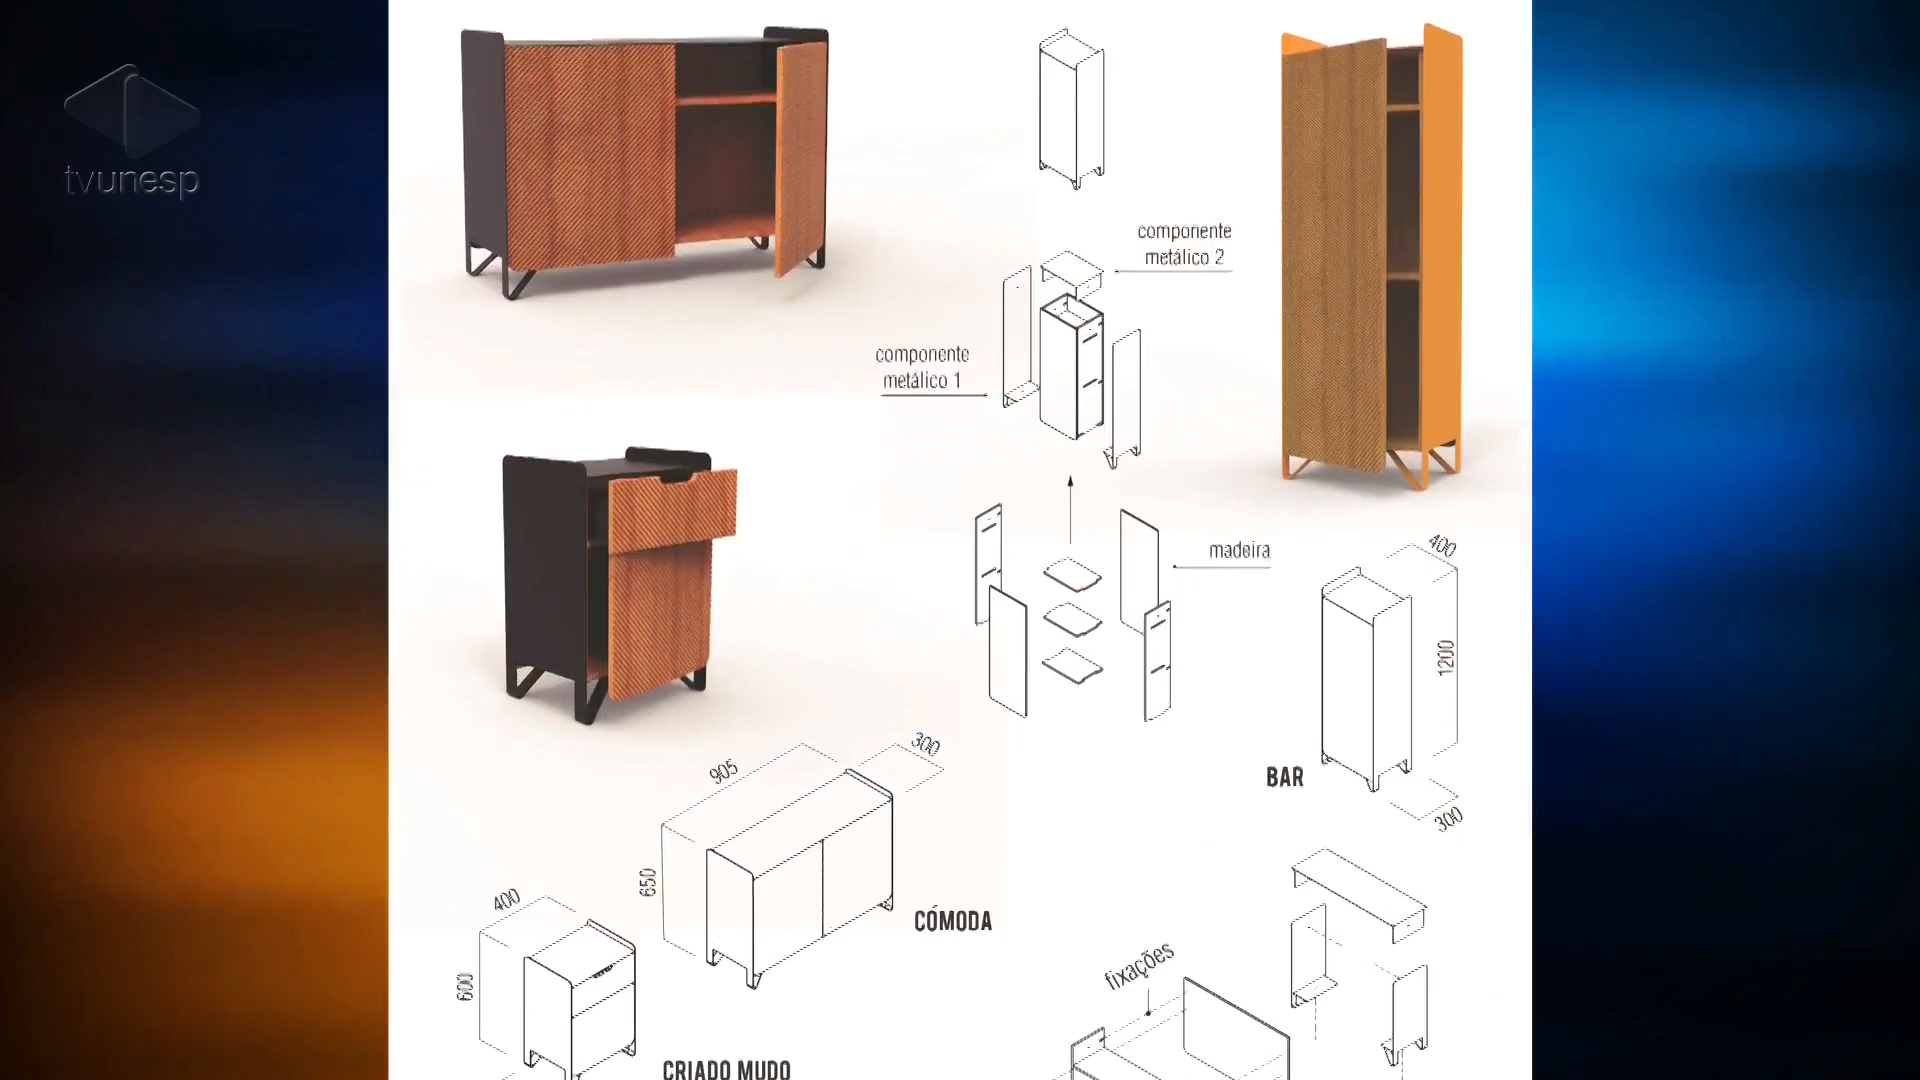 tvunesp
componente
metálico 2
componente
metálico 1
madeira
400
1200
300
BAR
905
300
650
CÓMODA
400
600
CRIADO MUDO
fixações